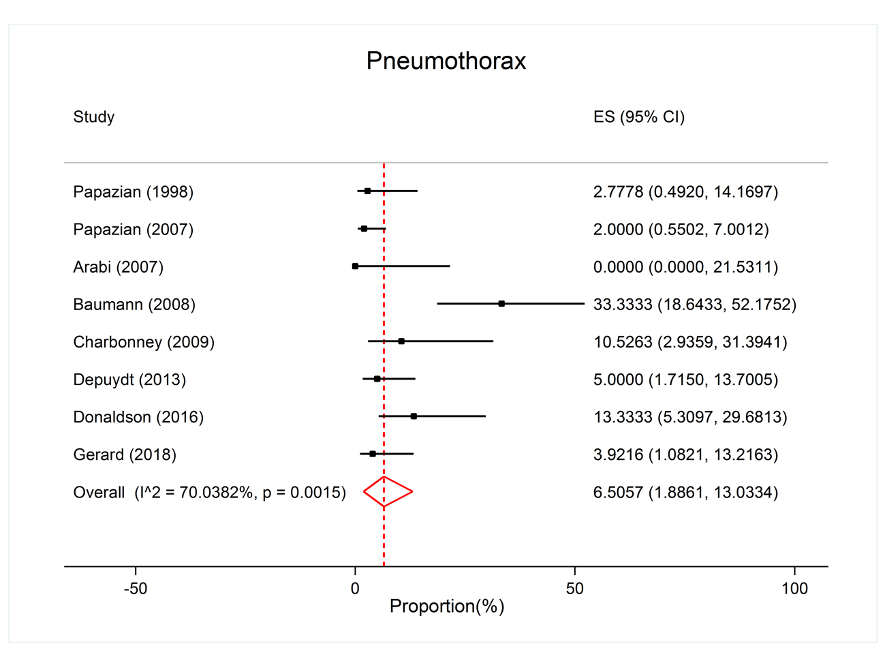 Pneumothorax
Study ES (95% CI)
Papazian (1998) 2.7778 (0.4920, 14.1697)
Papazian (2007) 2.0000 (0.5502, 7.0012)
Arabi (2007) 0.0000 (0.0000, 21.5311)
Baumann (2008) 33.3333 (18.6433, 52.1752)
Charbonney (2009) 10.5263 (2.9359, 31.3941)
Depuydt (2013) 5.0000 (1.7150, 13.7005)
Donaldson (2016) 13.3333 (5.3097, 29.6813)
Gerard (2018) 3.9216 (1.0821, 13.2163)
Overall (I^2 = 70.0382%, p = 0.0015) 6.5057 (1.8861, 13.0334)
-50 0 50 100
Proportion(%)